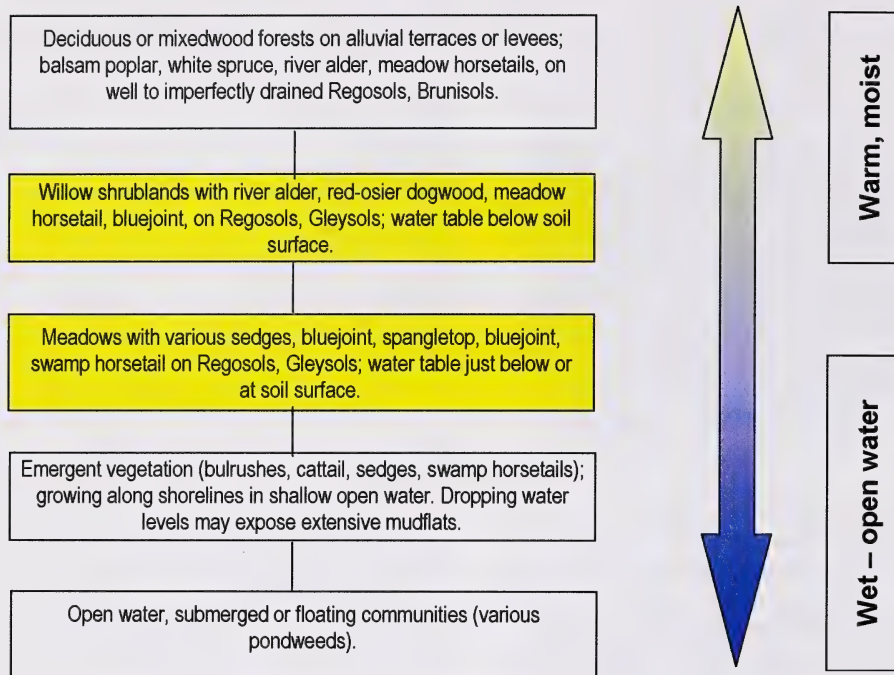 Deciduous or mixedwood forests on alluvial terraces or levees;
balsam poplar, white spruce, river alder, meadow horsetails, on
well to imperfectly drained Regosols, Brunisols.
Willow shrublands with river alder, red-osier dogwood, meadow
horsetail, bluejoint, on Regosols, Gleysols; water table below soil
surface.
Meadows with various sedges, bluejoint, spangletop, bluejoint,
swamp horsetail on Regosols, Gleysols; water table just below or
at soil surface.
Emergent vegetation (bulrushes, cattail, sedges, swamp horsetails);
growing along shorelines in shallow open water. Dropping water
levels may expose extensive mudflats.
Open water, submerged or floating communities (various
pondweeds).
Warm, moist
Wet – open water